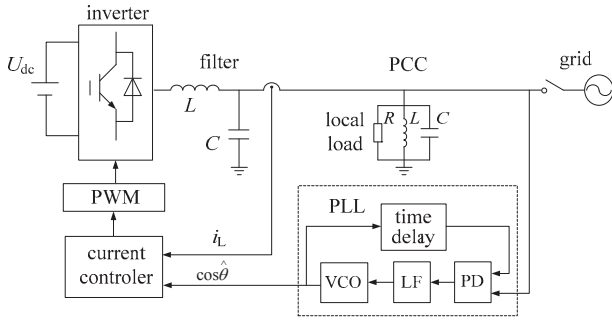 inverter
U_dc
filter
L
C
PCC
grid
local
load
R
L
C
PWM
PLL
time
delay
current
controler
i_L
cosθ̂
VCO
LF
PD